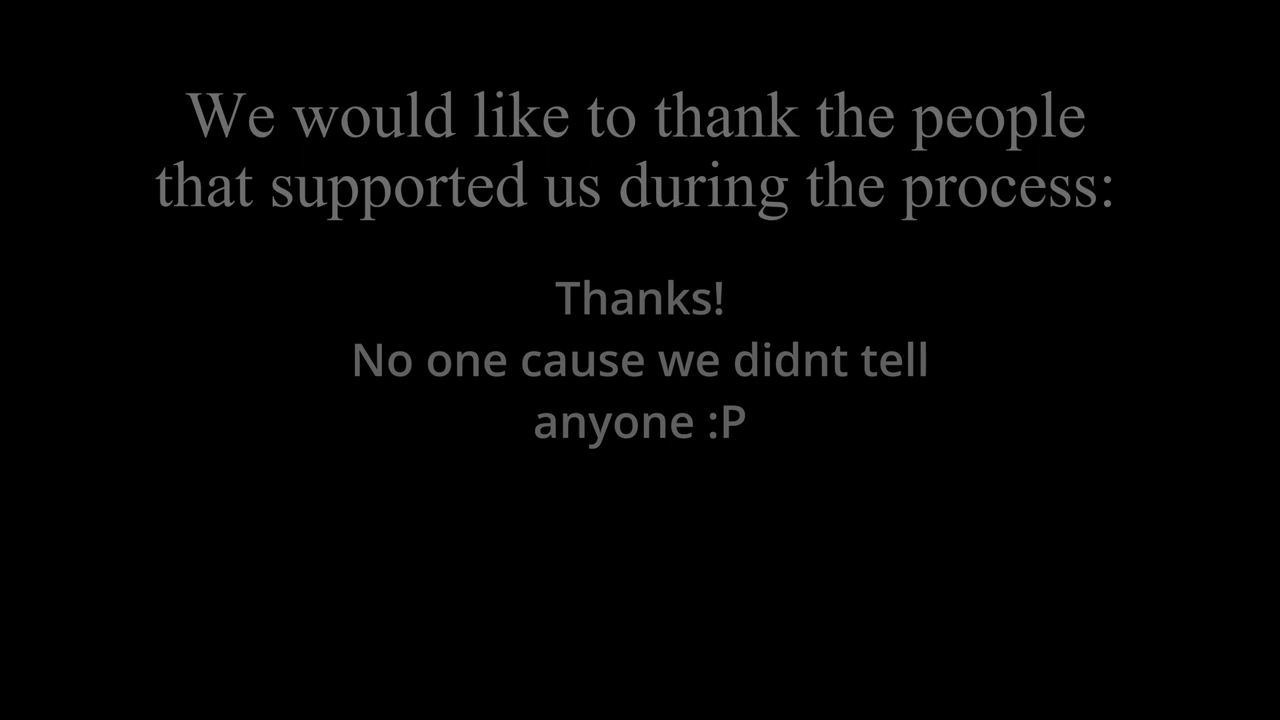 We would like to thank the people
that supported us during the process:
Thanks!
No one cause we didnt tell
anyone :P